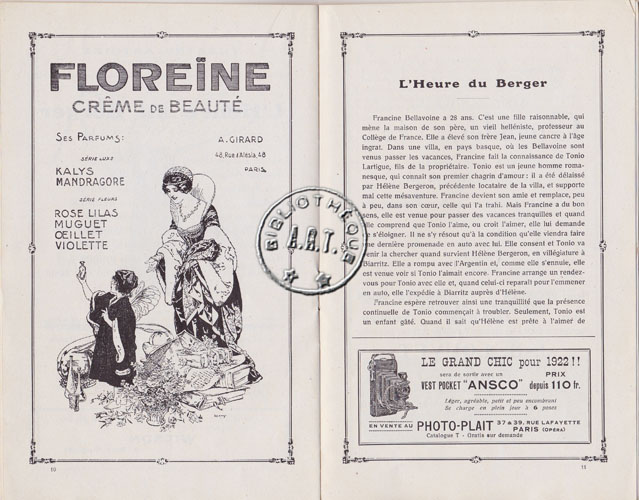 FLOREÏNE
CRÊME DE BEAUTÉ
SES PARFUMS:
SÉRIE LUXE
KALYS
MANDRAGORE
SÉRIE FLEURS
ROSE LILAS
MUGUET
ŒILLET
VIOLETTE
A. GIRARD
48, Rue d'Alésia, 48
PARIS
10
BIBLIOTHÈQUE
A.R.T.
L'Heure du Berger
Francine Bellavoine a 28 ans. C'est une fille raisonnable, qui
mène la maison de son père, un vieil helléniste, professeur au
Collège de France. Elle a élevé son frère Jean, jeune cancre à l'âge
ingrat. Dans une villa, en pays basque, où les Bellavoine sont
venus passer les vacances, Francine fait la connaissance de Tonio
Lartigue, fils de la propriétaire. Tonio est un jeune homme roma-
nesque, qui connaît son premier chagrin d'amour : il a été délaissé
par Hélène Bergeron, précédente locataire de la villa, et supporte
mal cette mésaventure. Francine devient son amie et remplace, peu
à peu, dans son cœur, celle qui l'a trahi. Mais Francine a du bon
sens, elle est venue pour passer des vacances tranquilles et quand
elle comprend que Tonio l'aime, ou croit l'aimer, elle lui demande
de s'éloigner. Il ne s'y résout qu'à la condition qu'elle viendra faire
une dernière promenade en auto avec lui. Elle consent et Tonio va
venir la chercher quand survient Hélène Bergeron, en villégiature à
Biarritz. Elle a rompu avec l'Argentin et, comme elle s'ennuie, elle
est venue voir si Tonio l'aimait encore. Francine arrange un rendez-
vous pour Tonio avec elle et, quand celui-ci reparaît pour l'emmener
en auto, elle l'expédie à Biarritz auprès d'Hélène.
Francine espère retrouver ainsi une tranquillité que la présence
continuelle de Tonio commençait à troubler. Seulement, Tonio est
un enfant gâté. Quand il sait qu'Hélène est prête à l'aimer de
LE GRAND CHIC pour 1922!!
sera de sortir avec un PRIX
VEST POCKET "ANSCO" depuis 110 fr.
léger, agréable, petit et peu encombrant
Se charge en plein jour à 6 poses
EN VENTE AU PHOTO-PLAIT 37 & 39, RUE LAFAYETTE
PARIS (OPÉRA)
Catalogue T - Gratis sur demande
11